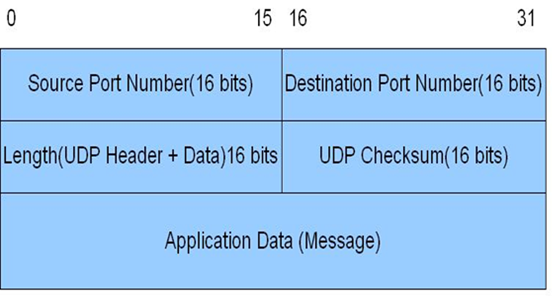 0 15 16 31
Source Port Number(16 bits) Destination Port Number(16 bits)
Length(UDP Header + Data)16 bits UDP Checksum(16 bits)
Application Data (Message)